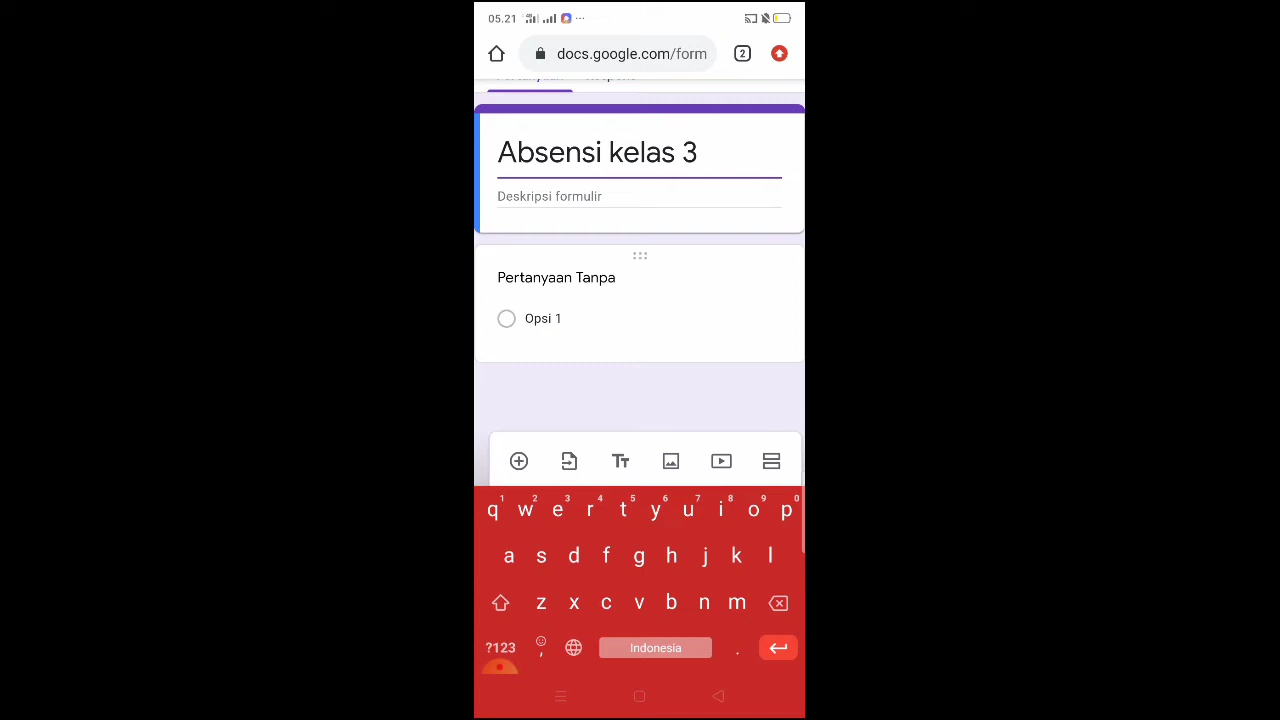 05.21
docs.google.com/form
2
Absensi kelas 3
Deskripsi formulir
Pertanyaan Tanpa
Opsi 1
1 2 3 4 5 6 7 8 9 0
q w e r t y u i o p
a s d f g h j k l
z x c v b n m
?123 , Indonesia .